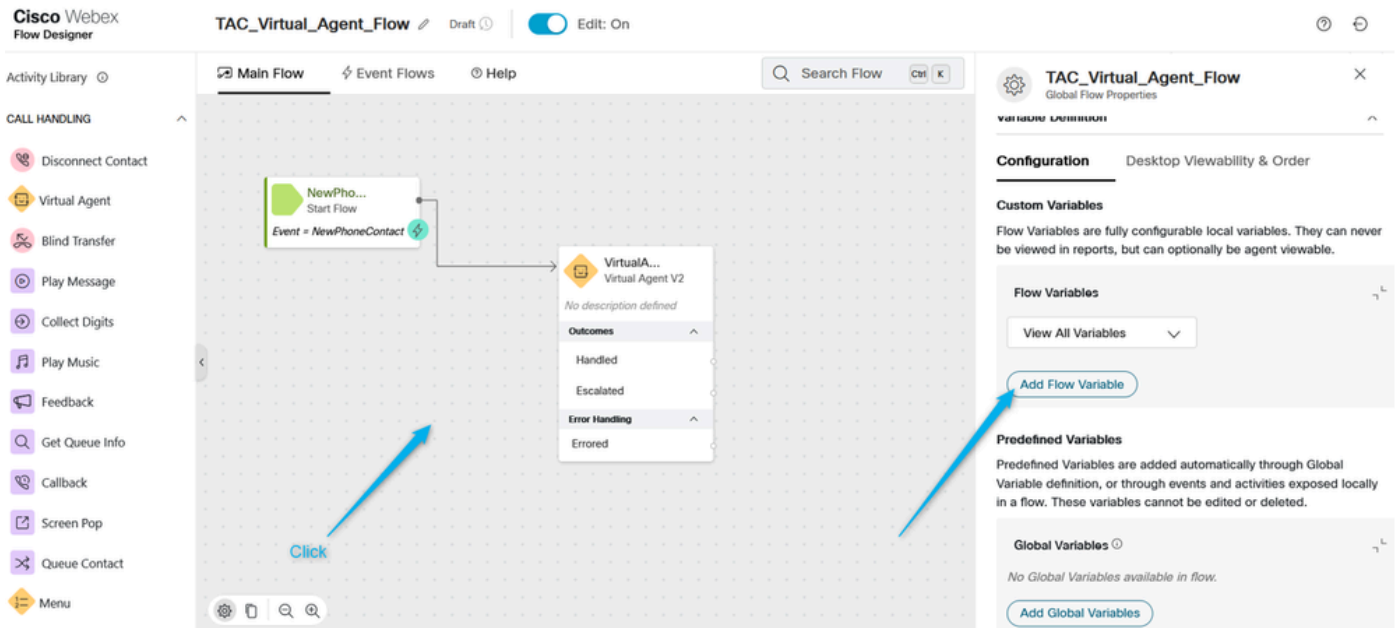 Cisco Webex
Flow Designer
TAC_Virtual_Agent_Flow
Draft
Edit: On
Activity Library
CALL HANDLING
Disconnect Contact
Virtual Agent
Blind Transfer
Play Message
Collect Digits
Play Music
Feedback
Get Queue Info
Callback
Screen Pop
Queue Contact
Menu
Main Flow
Event Flows
Help
Search Flow
Ctrl K
NewPho...
Start Flow
Event = NewPhoneContact
VirtualA...
Virtual Agent V2
No description defined
Outcomes
Handled
Escalated
Error Handling
Errored
Click
TAC_Virtual_Agent_Flow
Global Flow Properties
Variable Definition
Configuration
Desktop Viewability & Order
Custom Variables
Flow Variables are fully configurable local variables. They can never
be viewed in reports, but can optionally be agent viewable.
Flow Variables
View All Variables
Add Flow Variable
Predefined Variables
Predefined Variables are added automatically through Global
Variable definition, or through events and activities exposed locally
in a flow. These variables cannot be edited or deleted.
Global Variables
No Global Variables available in flow.
Add Global Variables